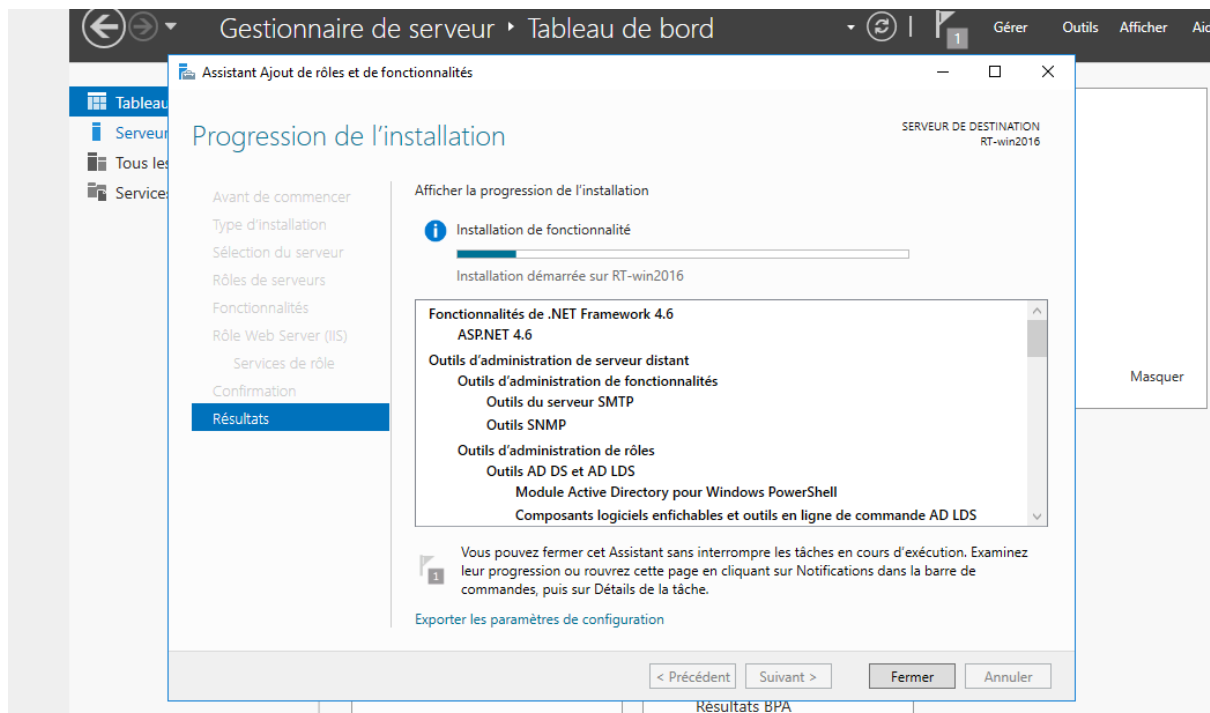 Gestionnaire de serveur ‣ Tableau de bord
1
Gérer
Outils
Afficher
Assistant Ajout de rôles et de fonctionnalités
Tableau
Serveur
Tous les
Services
Progression de l'installation
SERVEUR DE DESTINATION
RT-win2016
Avant de commencer
Type d'installation
Sélection du serveur
Rôles de serveurs
Fonctionnalités
Rôle Web Server (IIS)
Services de rôle
Confirmation
Résultats
Afficher la progression de l'installation
Installation de fonctionnalité
Installation démarrée sur RT-win2016
Fonctionnalités de .NET Framework 4.6
ASP.NET 4.6
Outils d'administration de serveur distant
Outils d'administration de fonctionnalités
Outils du serveur SMTP
Outils SNMP
Outils d'administration de rôles
Outils AD DS et AD LDS
Module Active Directory pour Windows PowerShell
Composants logiciels enfichables et outils en ligne de commande AD LDS
1
Vous pouvez fermer cet Assistant sans interrompre les tâches en cours d'exécution. Examinez
leur progression ou rouvrez cette page en cliquant sur Notifications dans la barre de
commandes, puis sur Détails de la tâche.
Exporter les paramètres de configuration
Masquer
< Précédent
Suivant >
Fermer
Annuler
Résultats BPA